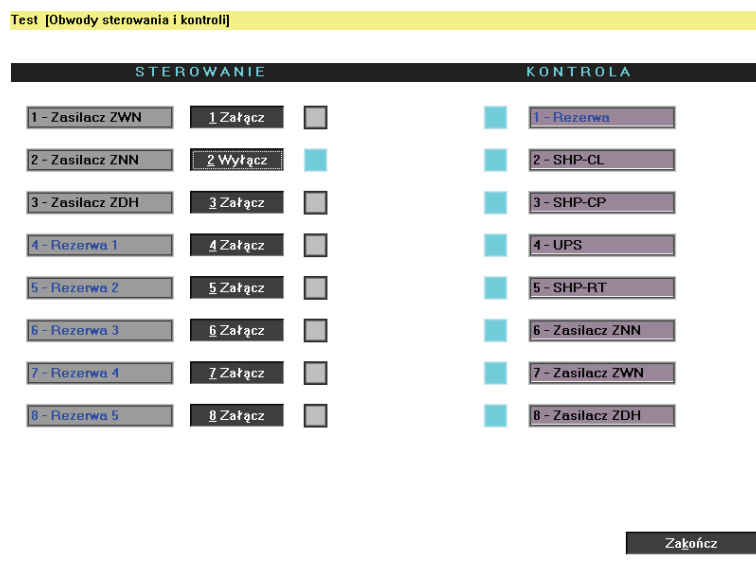 Test [Obwody sterowania i kontroli]
STEROWANIE KONTROLA
1 - Zasilacz ZWN 1 Załącz 1 - Rezerwa
2 - Zasilacz ZNN 2 Wyłącz 2 - SHP-CL
3 - Zasilacz ZDH 3 Załącz 3 - SHP-CP
4 - Rezerwa 1 4 Załącz 4 - UPS
5 - Rezerwa 2 5 Załącz 5 - SHP-RT
6 - Rezerwa 3 6 Załącz 6 - Zasilacz ZNN
7 - Rezerwa 4 7 Załącz 7 - Zasilacz ZWN
8 - Rezerwa 5 8 Załącz 8 - Zasilacz ZDH
Zakończ